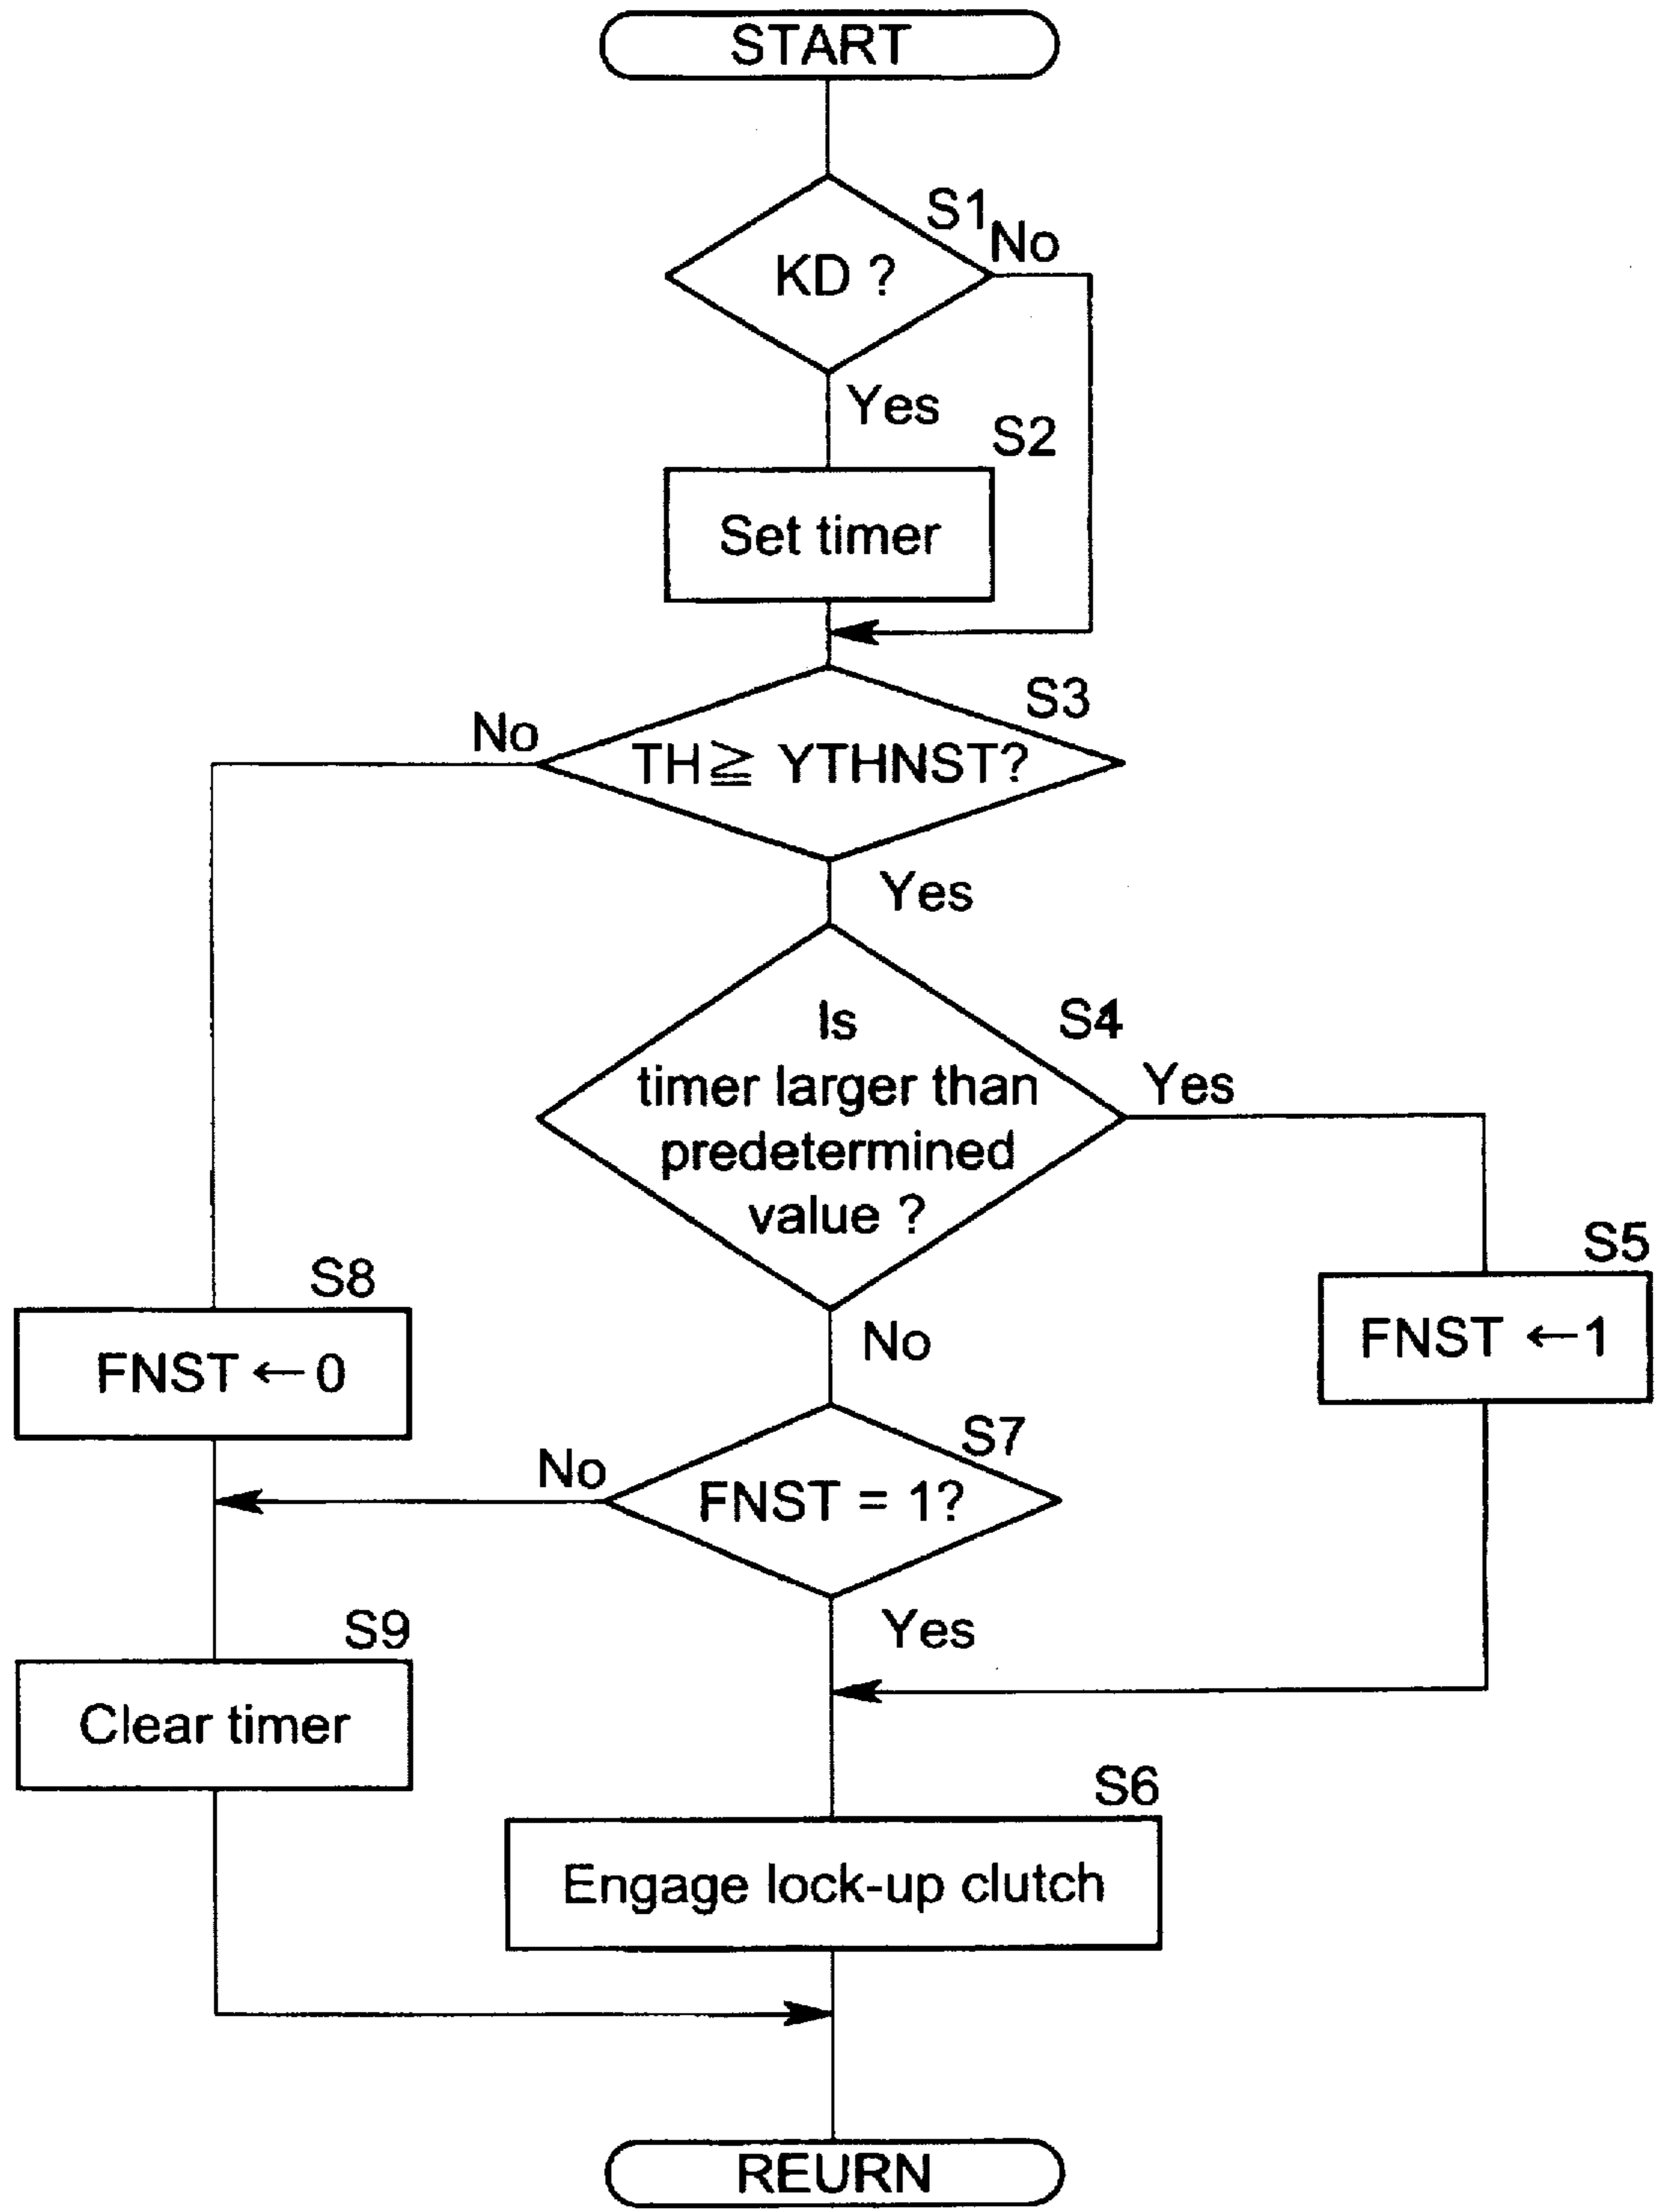 START
S1
No
KD ?
Yes
S2
Set timer
S3
No
TH≧ YTHNST?
Yes
Is
timer larger than
predetermined
value ?
S4
Yes
S5
FNST ←1
S8
FNST ← 0
No
S7
No
FNST = 1?
Yes
S9
Clear timer
S6
Engage lock-up clutch
REURN